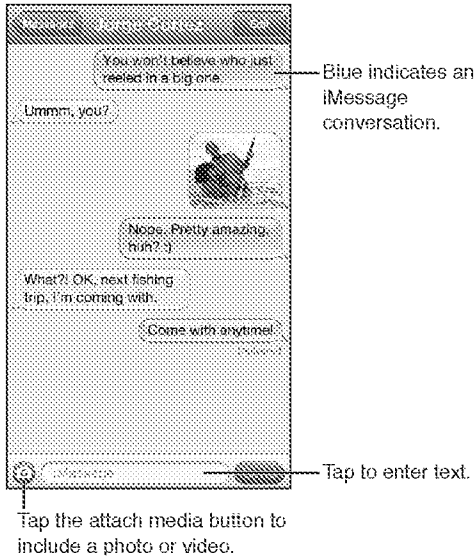 You won't believe who just
reeled in a big one.
Blue indicates an
iMessage
conversation.
Ummm, you?
Nope. Pretty amazing,
huh? :)
What?! OK, next fishing
trip, I'm coming with.
Come with anytime!
Delivered
iMessage
Tap to enter text.
Tap the attach media button to
include a photo or video.